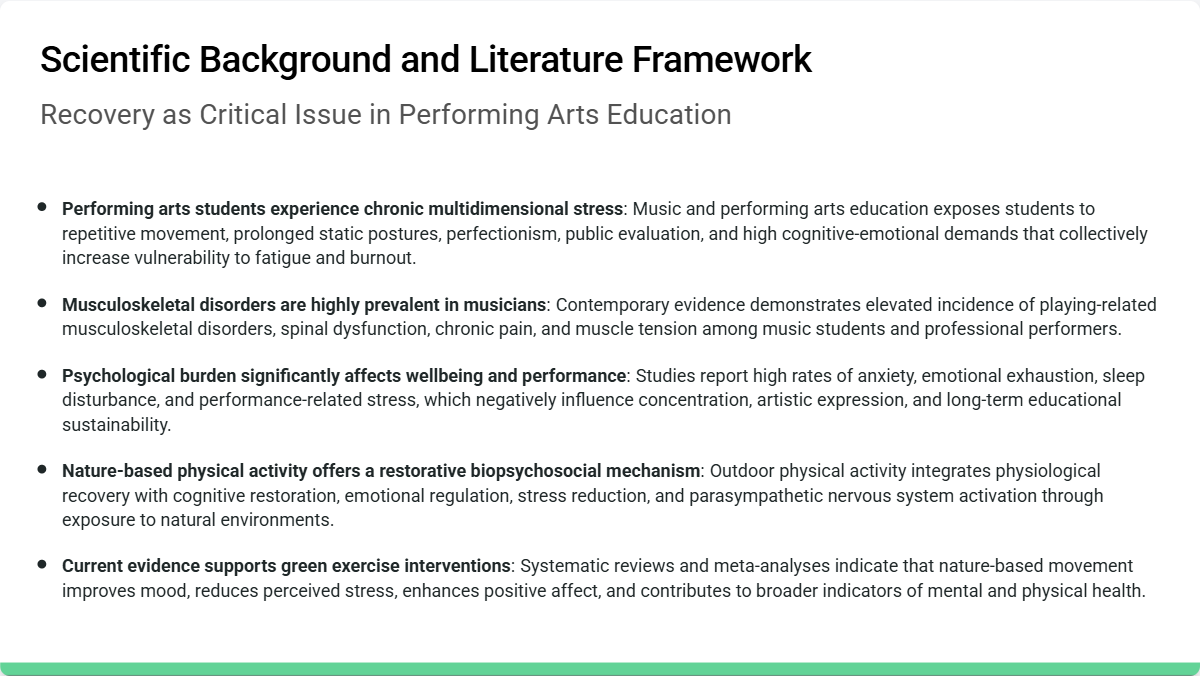 Scientific Background and Literature Framework
Recovery as Critical Issue in Performing Arts Education
• Performing arts students experience chronic multidimensional stress: Music and performing arts education exposes students to
repetitive movement, prolonged static postures, perfectionism, public evaluation, and high cognitive-emotional demands that collectively
increase vulnerability to fatigue and burnout.
• Musculoskeletal disorders are highly prevalent in musicians: Contemporary evidence demonstrates elevated incidence of playing-related
musculoskeletal disorders, spinal dysfunction, chronic pain, and muscle tension among music students and professional performers.
• Psychological burden significantly affects wellbeing and performance: Studies report high rates of anxiety, emotional exhaustion, sleep
disturbance, and performance-related stress, which negatively influence concentration, artistic expression, and long-term educational
sustainability.
• Nature-based physical activity offers a restorative biopsychosocial mechanism: Outdoor physical activity integrates physiological
recovery with cognitive restoration, emotional regulation, stress reduction, and parasympathetic nervous system activation through
exposure to natural environments.
• Current evidence supports green exercise interventions: Systematic reviews and meta-analyses indicate that nature-based movement
improves mood, reduces perceived stress, enhances positive affect, and contributes to broader indicators of mental and physical health.